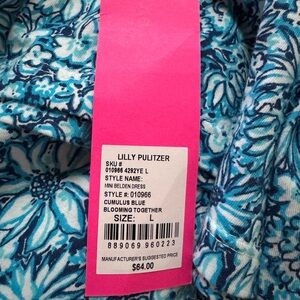 LILLY PULITZER
SKU #
010966 4292YE L
STYLE NAME:
MINI BELDEN DRESS
STYLE #: 010966
CUMULUS BLUE
BLOOMING TOGETHER
SIZE: L
889069 960223
MANUFACTURER'S SUGGESTED PRICE
$64.00